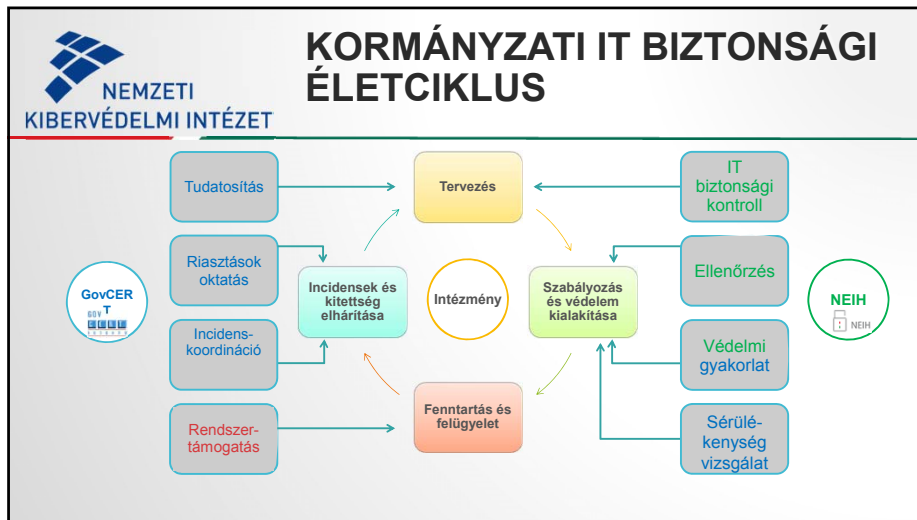 NEMZETI
KIBERVÉDELMI INTÉZET
KORMÁNYZATI IT BIZTONSÁGI
ÉLETCIKLUS
Tudatosítás
Riasztások
oktatás
Incidens-
koordináció
Rendszer-
támogatás
GovCER
T
GOV
Tervezés
Incidensek és
kitettség
elhárítása
Intézmény
Szabályozás
és védelem
kialakítása
Fenntartás és
felügyelet
IT
biztonsági
kontroll
Ellenőrzés
Védelmi
gyakorlat
Sérülé-
kenység
vizsgálat
NEIH
NEIH